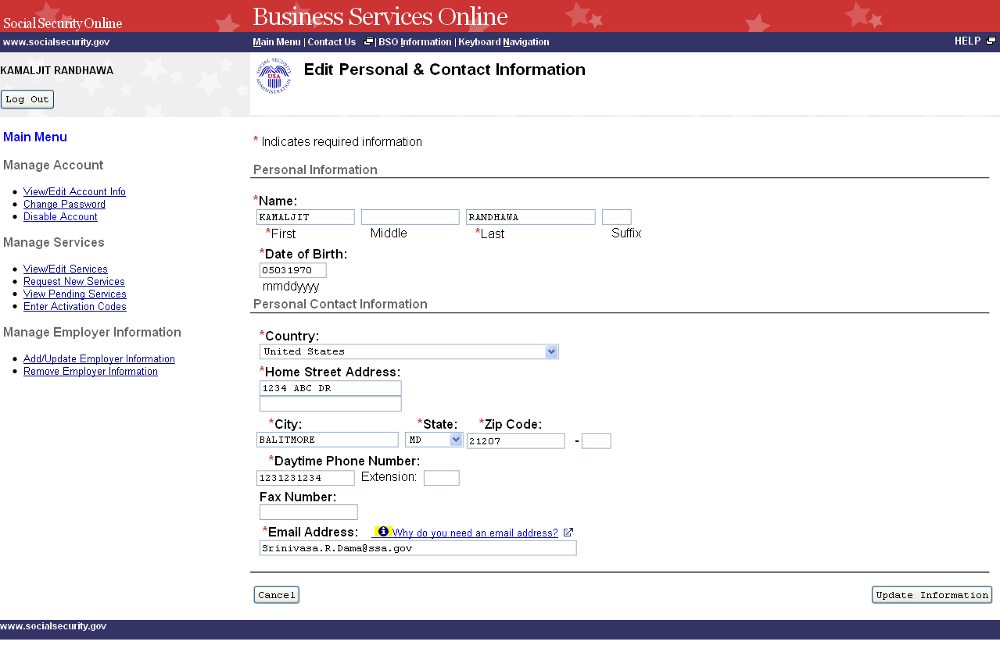 Social Security Online
Business Services Online
www.socialsecurity.gov
Main Menu | Contact Us | BSO Information | Keyboard Navigation
HELP
KAMALJIT RANDHAWA
Log Out
SOCIAL SECURITY ADMINISTRATION
USA
Edit Personal & Contact Information
Main Menu
Manage Account
View/Edit Account Info
Change Password
Disable Account
Manage Services
View/Edit Services
Request New Services
View Pending Services
Enter Activation Codes
Manage Employer Information
Add/Update Employer Information
Remove Employer Information
* Indicates required information
Personal Information
*Name:
KAMALJIT RANDHAWA
*First Middle *Last Suffix
*Date of Birth:
05031970
mmddyyyy
Personal Contact Information
*Country:
United States
*Home Street Address:
1234 ABC DR
*City: *State: *Zip Code:
BALITMORE MD 21207 -
*Daytime Phone Number:
1231231234 Extension:
Fax Number:
*Email Address: Why do you need an email address?
Srinivasa.R.Dama@ssa.gov
Cancel Update Information
www.socialsecurity.gov